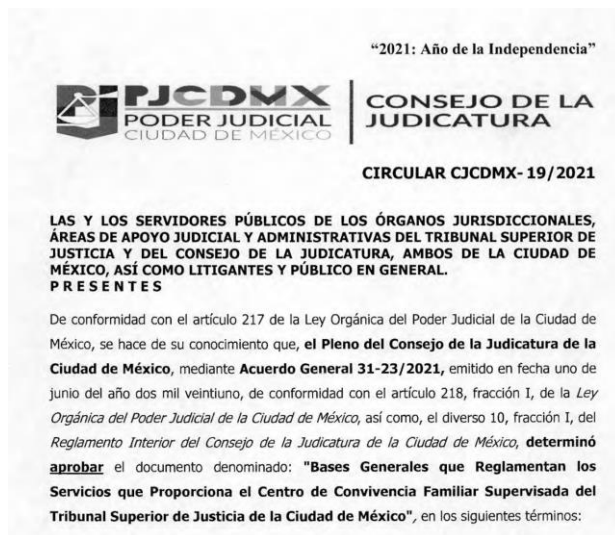 “2021: Año de la Independencia”
PJCDMX
PODER JUDICIAL
CIUDAD DE MÉXICO
CONSEJO DE LA
JUDICATURA
CIRCULAR CJCDMX- 19/2021
LAS Y LOS SERVIDORES PÚBLICOS DE LOS ÓRGANOS JURISDICCIONALES,
ÁREAS DE APOYO JUDICIAL Y ADMINISTRATIVAS DEL TRIBUNAL SUPERIOR DE
JUSTICIA Y DEL CONSEJO DE LA JUDICATURA, AMBOS DE LA CIUDAD DE
MÉXICO, ASÍ COMO LITIGANTES Y PÚBLICO EN GENERAL.
P R E S E N T E S
De conformidad con el artículo 217 de la Ley Orgánica del Poder Judicial de la Ciudad de
México, se hace de su conocimiento que, el Pleno del Consejo de la Judicatura de la
Ciudad de México, mediante Acuerdo General 31-23/2021, emitido en fecha uno de
junio del año dos mil veintiuno, de conformidad con el artículo 218, fracción I, de la Ley
Orgánica del Poder Judicial de la Ciudad de México, así como, el diverso 10, fracción I, del
Reglamento Interior del Consejo de la Judicatura de la Ciudad de México, determinó
aprobar el documento denominado: "Bases Generales que Reglamentan los
Servicios que Proporciona el Centro de Convivencia Familiar Supervisada del
Tribunal Superior de Justicia de la Ciudad de México", en los siguientes términos: